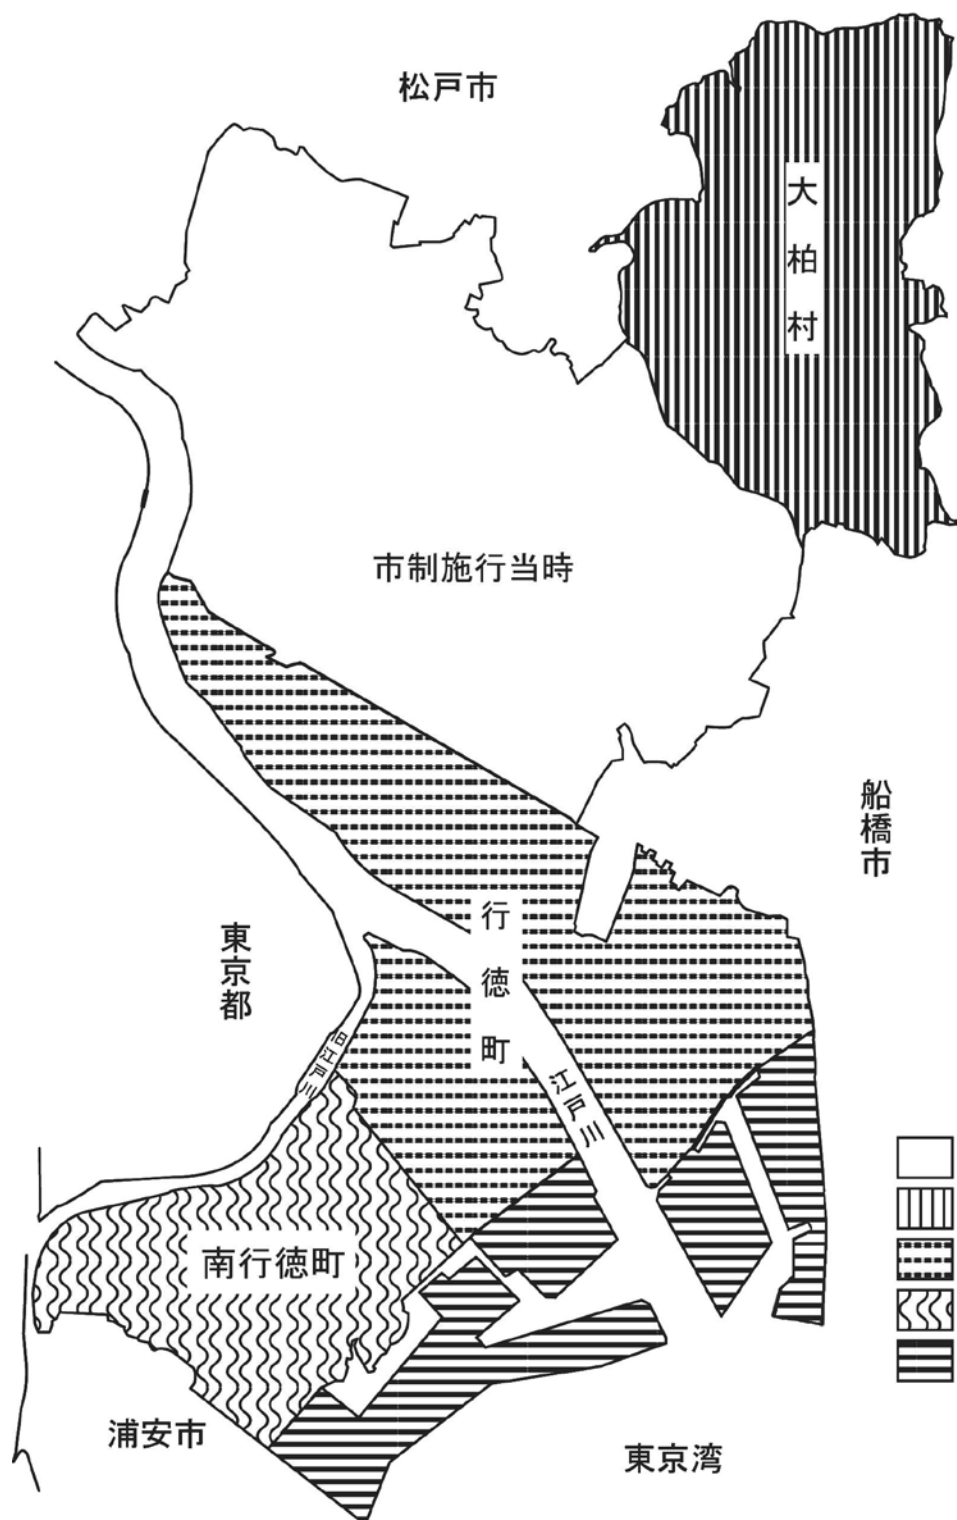 松戸市
大柏村
市制施行当時
船橋市
行徳町
東京都
旧江戸川
江戸川
南行徳町
浦安市
東京湾